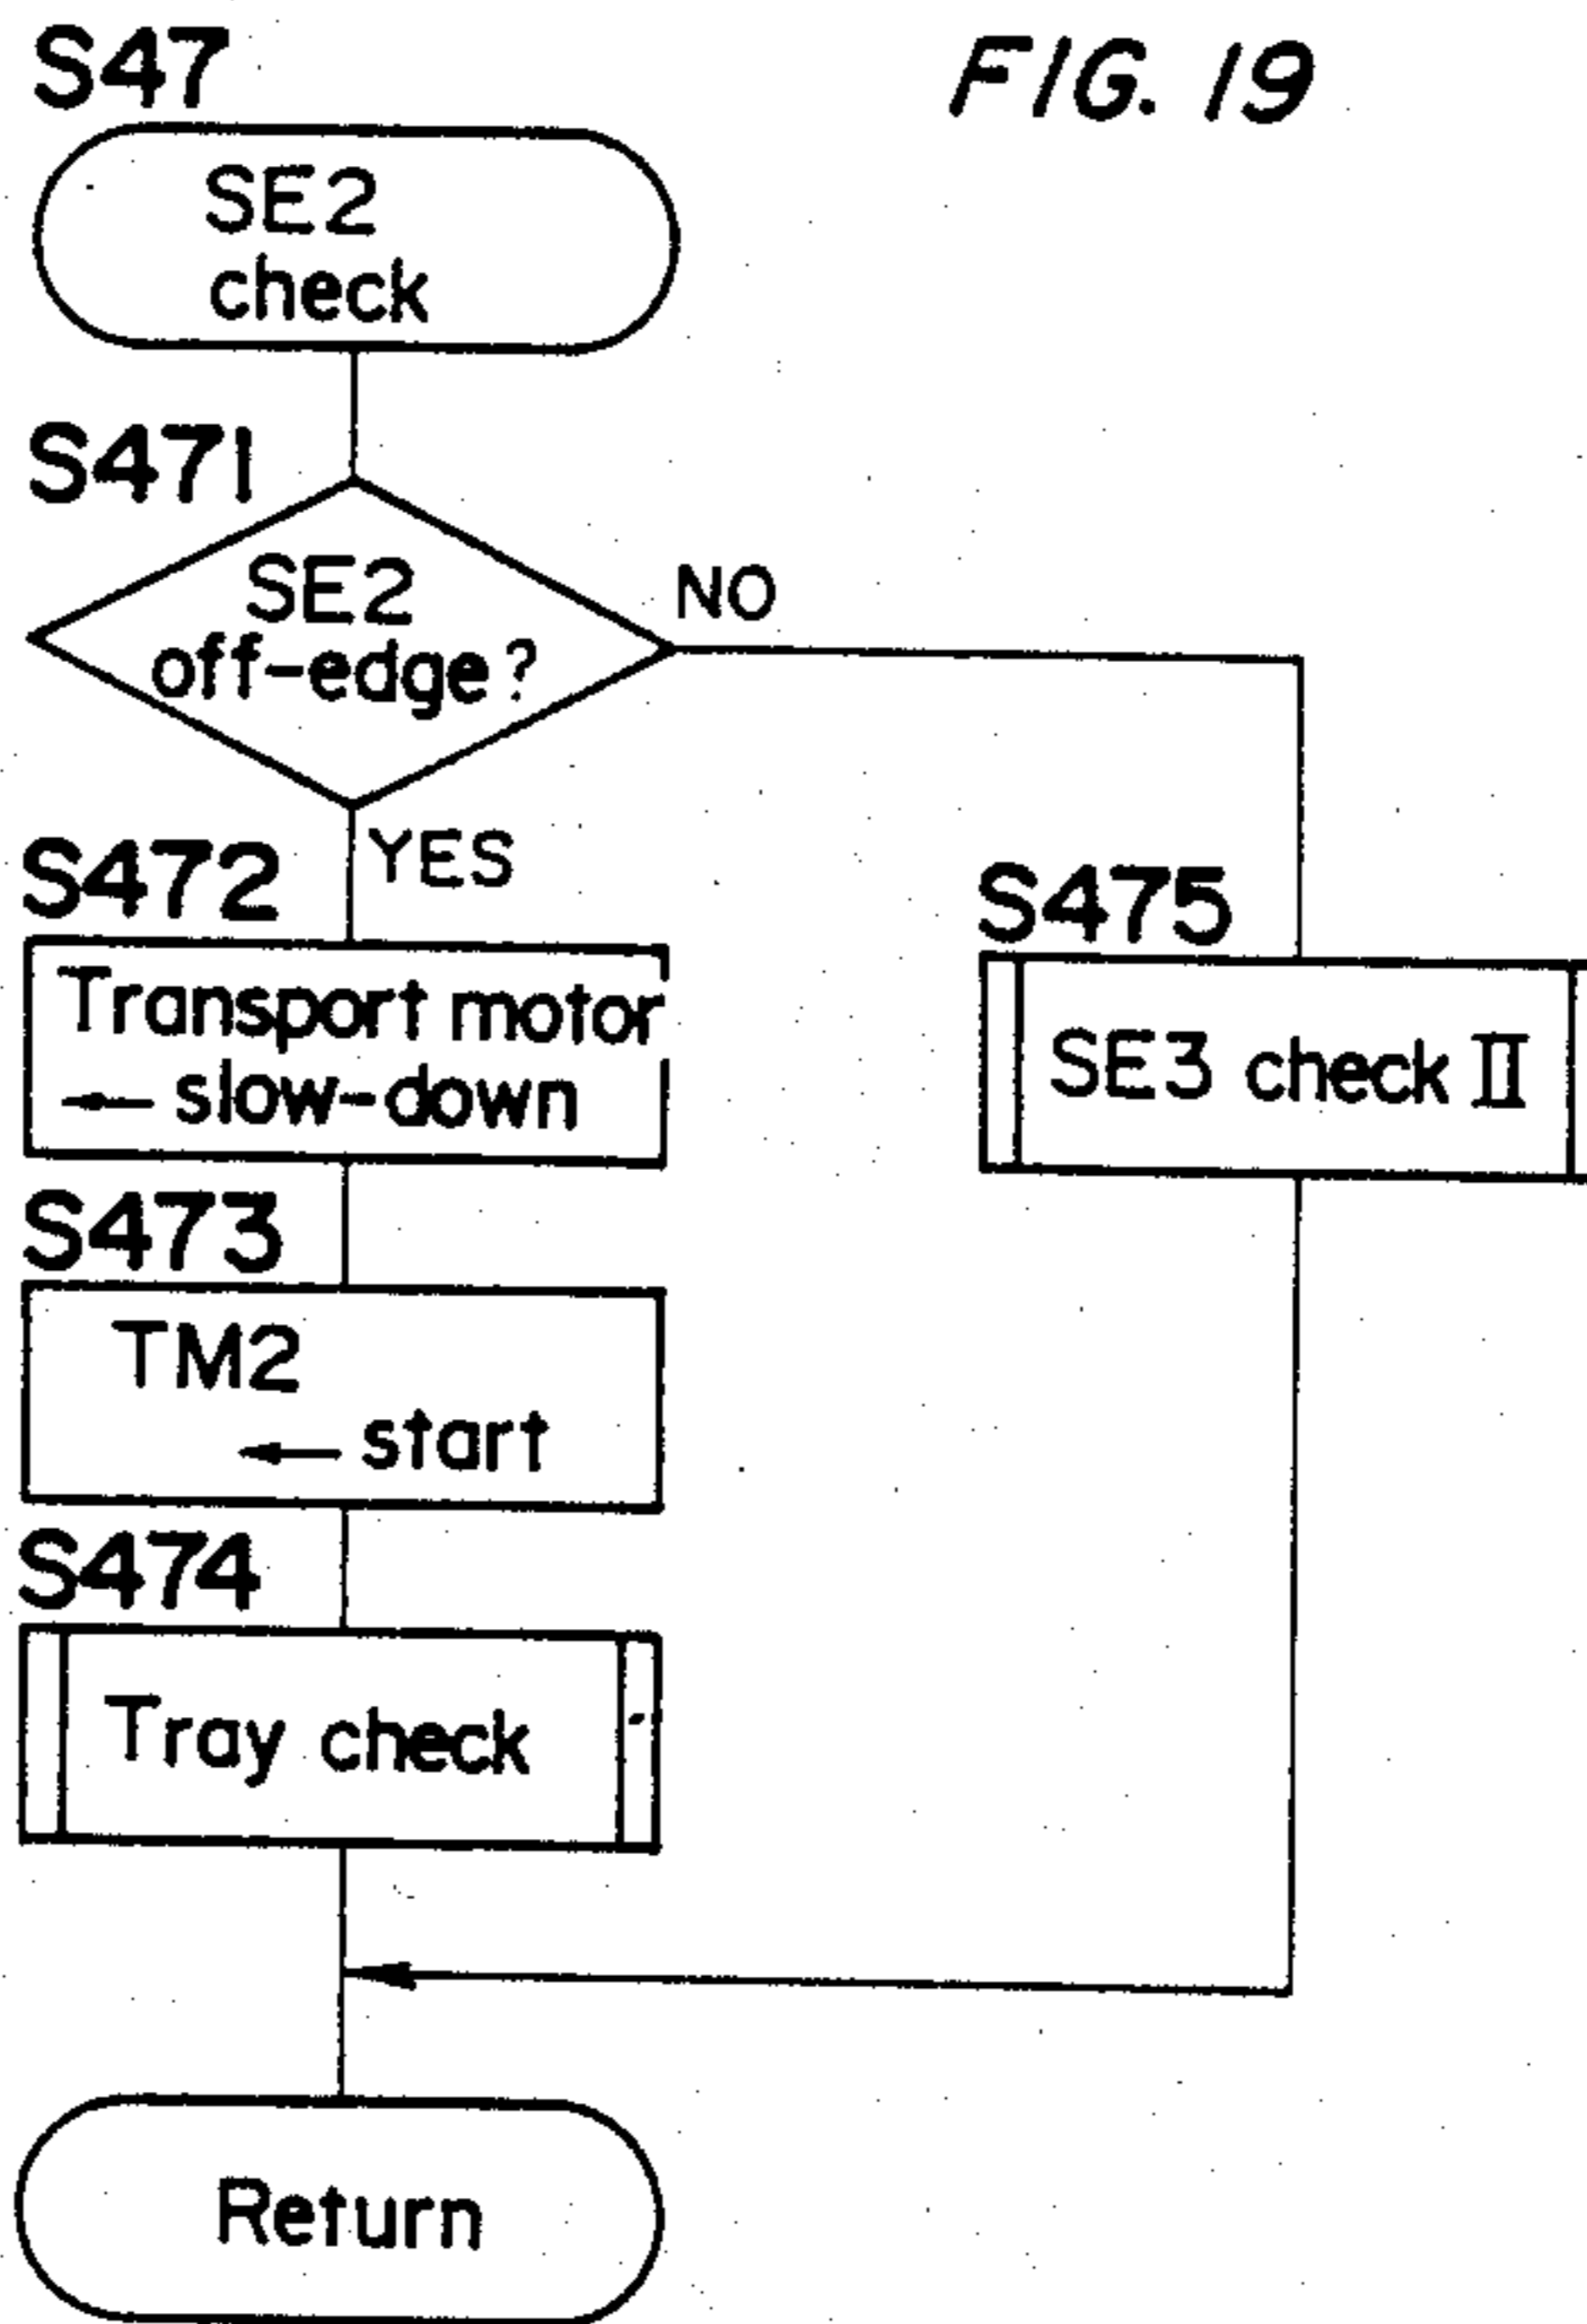 S47
FIG. 19
SE2
check
S471
SE2
off-edge?
NO
YES
S472
Transport motor
← slow-down
S475
SE3 check II
S473
TM2
← start
S474
Tray check
Return